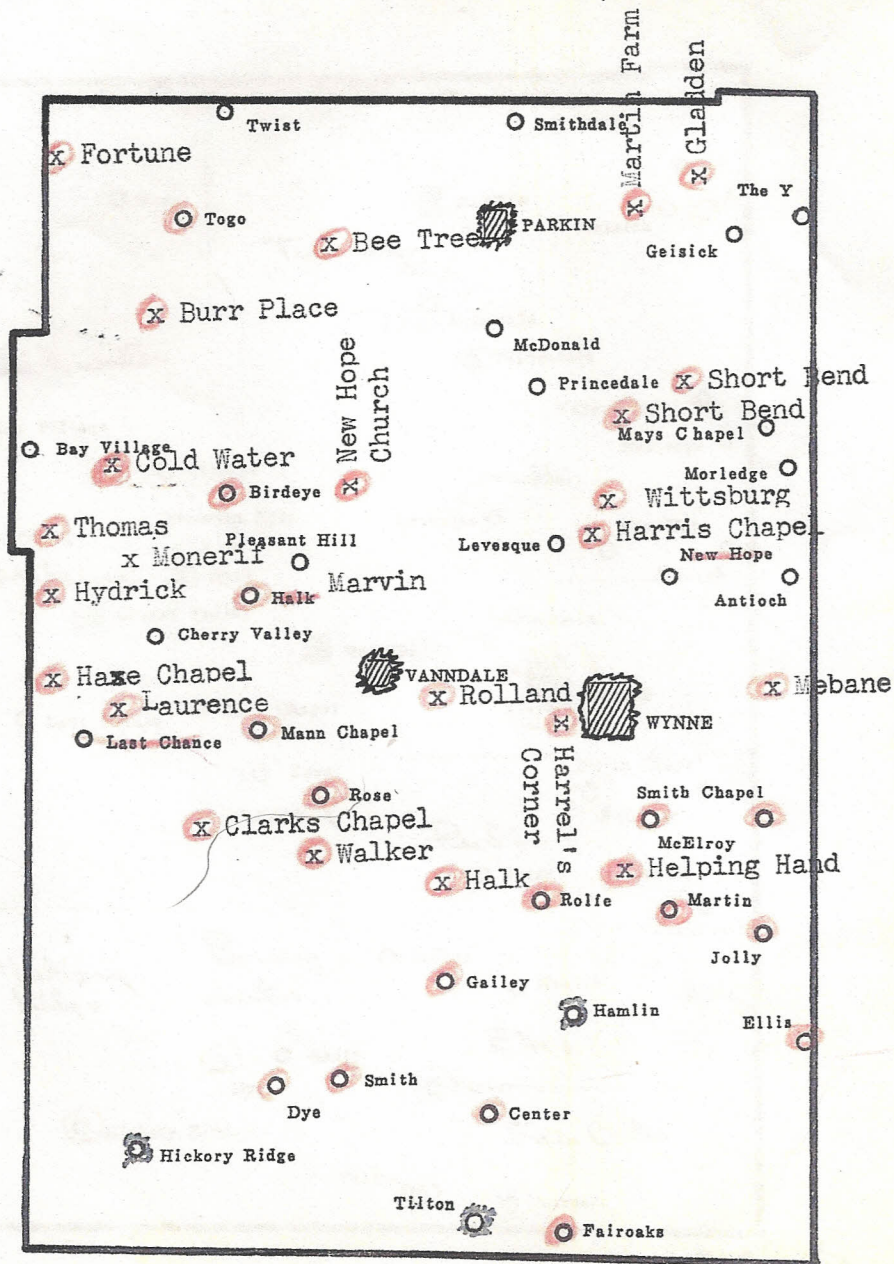 Martin Farm
Gladden
Twist
Smithdale
x Fortune
The Y
Togo
x Bee Tree
PARKIN
x
x
Geisick
x Burr Place
McDonald
New Hope
Church
Princedale
x Short Bend
x Short Bend
Mays Chapel
Bay Village
x Cold Water
Birdeye
x
Morledge
x Wittsburg
x Thomas
Pleasant Hill
Levesque
x Harris Chapel
x Monerif
New Hope
x Hydrick
Halk
Marvin
Antioch
Cherry Valley
x Haxe Chapel
VANNDALE
x Rolland
x Mebane
x Laurence
x
WYNNE
Last Chance
Mann Chapel
Harrel's
Corner
Rose
Smith Chapel
x Clarks Chapel
McElroy
x Walker
x Halk
x Helping Hand
Rolfe
Martin
Jolly
Gailey
Hamlin
Ellis
Smith
Dye
Center
Hickory Ridge
Tilton
Fairoaks